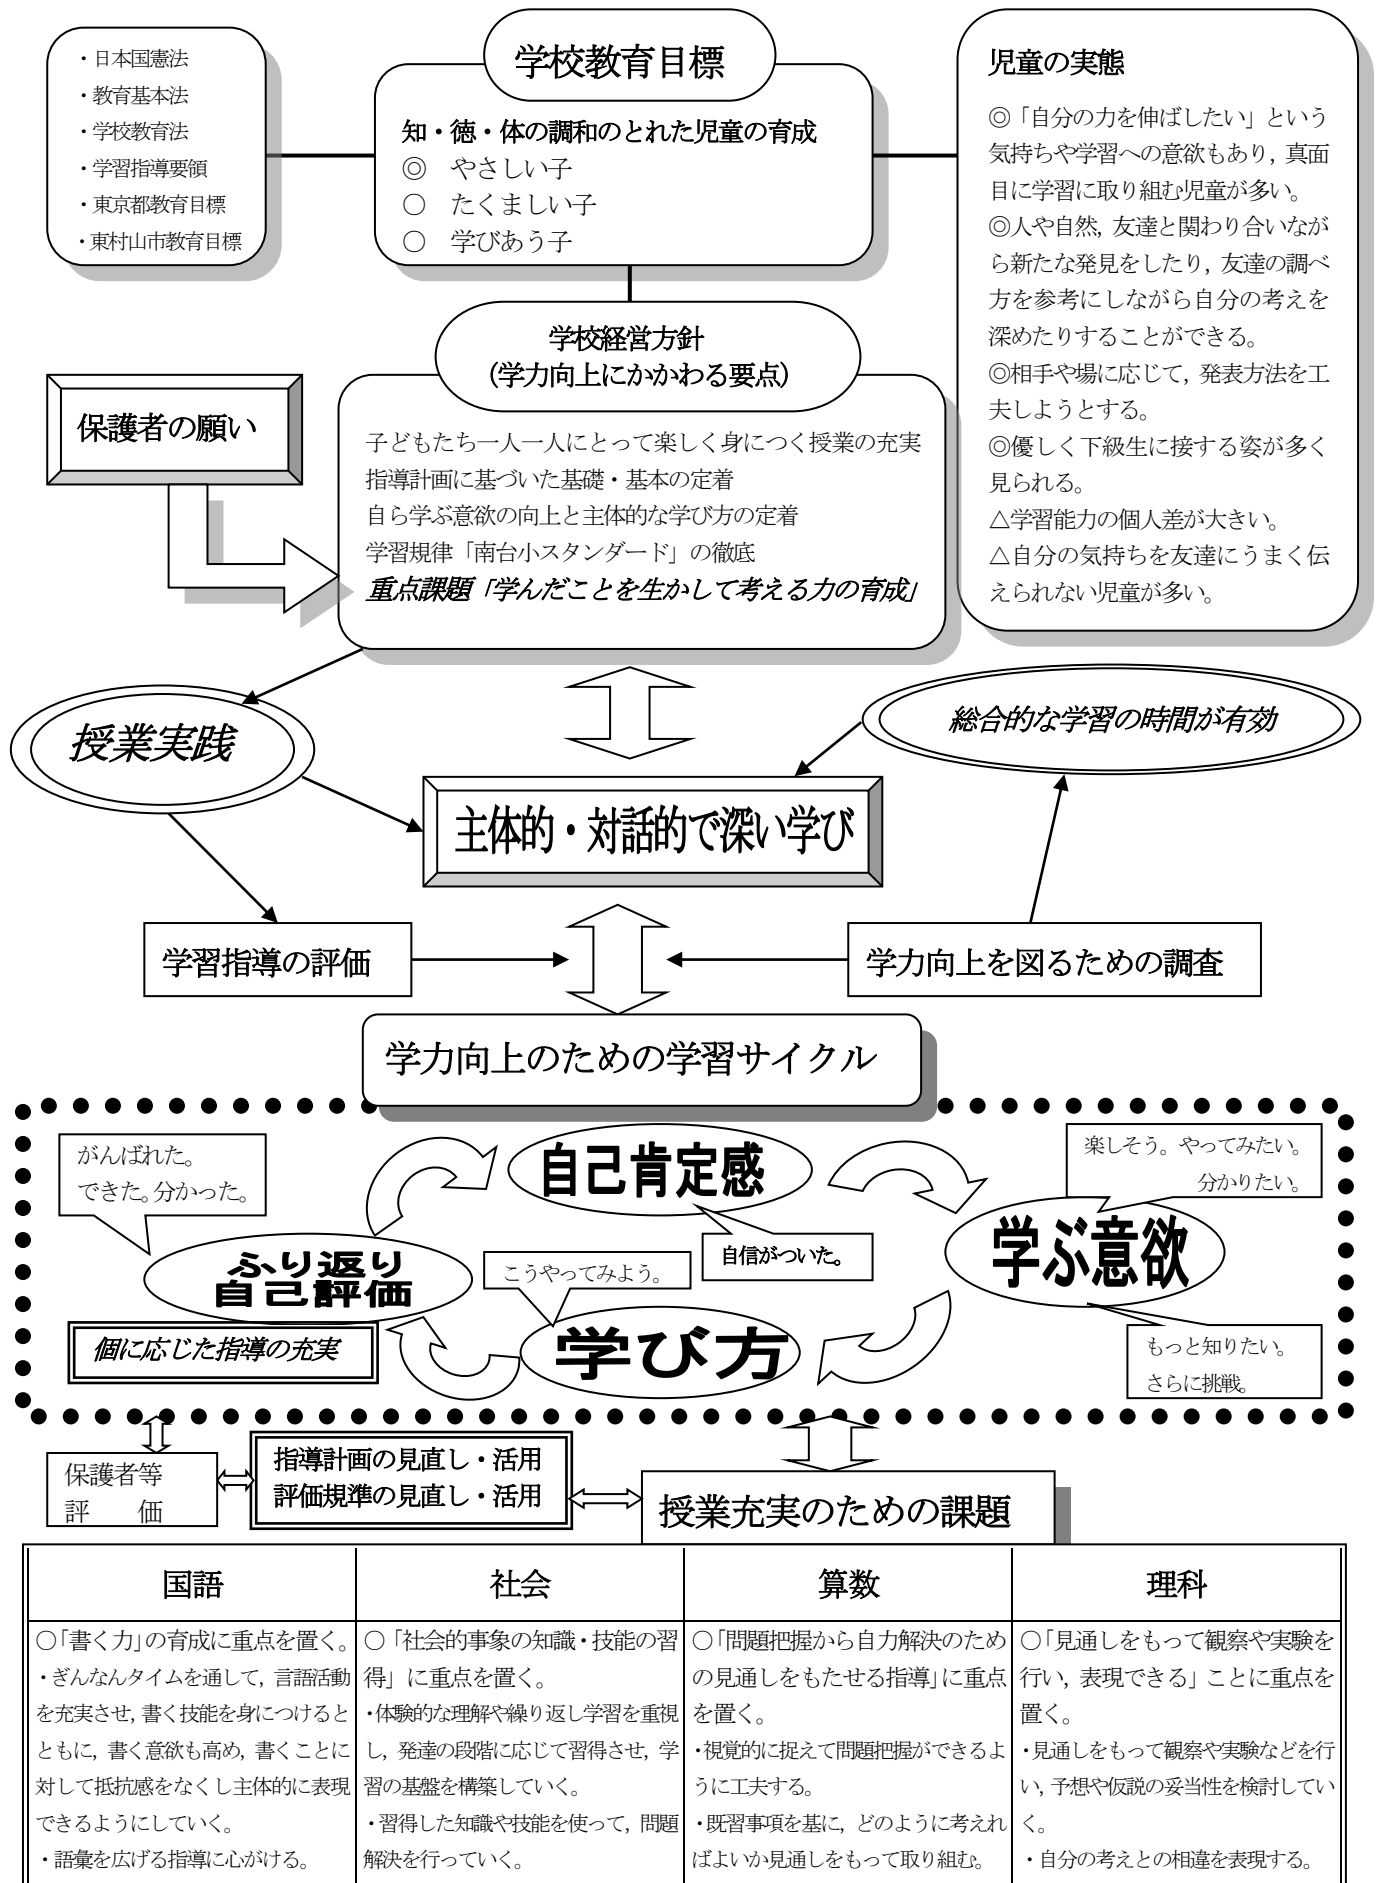 ・日本国憲法
・教育基本法
・学校教育法
・学習指導要領
・東京都教育目標
・東村山市教育目標
学校教育目標
知・徳・体の調和のとれた児童の育成
◎　やさしい子
○　たくましい子
○　学びあう子
児童の実態
◎「自分の力を伸ばしたい」という
気持ちや学習への意欲もあり，真面
目に学習に取り組む児童が多い。
◎人や自然，友達と関わり合いなが
ら新たな発見をしたり，友達の調べ
方を参考にしながら自分の考えを
深めたりすることができる。
◎相手や場に応じて，発表方法を工
夫しようとする。
◎優しく下級生に接する姿が多く
見られる。
△学習能力の個人差が大きい。
△自分の気持ちを友達にうまく伝
えられない児童が多い。
学校経営方針
（学力向上にかかわる要点）
子どもたち一人一人にとって楽しく身につく授業の充実
指導計画に基づいた基礎・基本の定着
自ら学ぶ意欲の向上と主体的な学び方の定着
学習規律「南台小スタンダード」の徹底
重点課題「学んだことを生かして考える力の育成」
保護者の願い
授業実践
総合的な学習の時間が有効
主体的・対話的で深い学び
学習指導の評価
学力向上を図るための調査
学力向上のための学習サイクル
がんばれた。
できた。分かった。
自己肯定感
楽しそう。やってみたい。
分かりたい。
自信がついた。
学ぶ意欲
ふり返り
自己評価
こうやってみよう。
学び方
個に応じた指導の充実
もっと知りたい。
さらに挑戦。
保護者等
評　価
指導計画の見直し・活用
評価規準の見直し・活用
授業充実のための課題
国語
○「書く力」の育成に重点を置く。
・ぎんなんタイムを通して，言語活動
を充実させ，書く技能を身につけると
ともに，書く意欲も高め，書くことに
対して抵抗感をなくし主体的に表現
できるようにしていく。
・語彙を広げる指導に心がける。
社会
○「社会的事象の知識・技能の習
得」に重点を置く。
・体験的な理解や繰り返し学習を重視
し，発達の段階に応じて習得させ，学
習の基盤を構築していく。
・習得した知識や技能を使って，問題
解決を行っていく。
算数
○「問題把握から自力解決のため
の見通しをもたせる指導」に重点
を置く。
・視覚的に捉えて問題把握ができるよ
うに工夫する。
・既習事項を基に，どのように考えれ
ばよいか見通しをもって取り組む。
理科
○「見通しをもって観察や実験を
行い，表現できる」ことに重点を
置く。
・見通しをもって観察や実験などを行
い，予想や仮説の妥当性を検討してい
く。
・自分の考えとの相違を表現する。